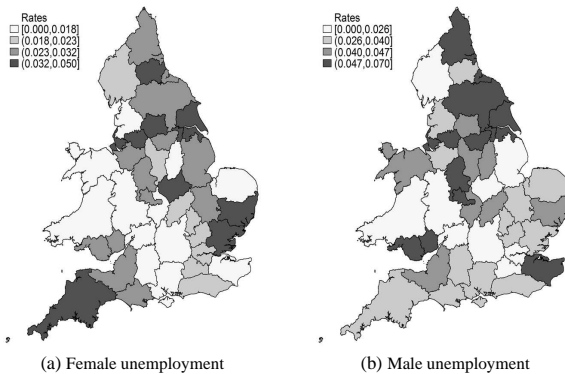 Rates
[0.000,0.018]
(0.018,0.023]
(0.023,0.032]
(0.032,0.050]
Rates
[0.000,0.026]
(0.026,0.040]
(0.040,0.047]
(0.047,0.070]
(a) Female unemployment
(b) Male unemployment